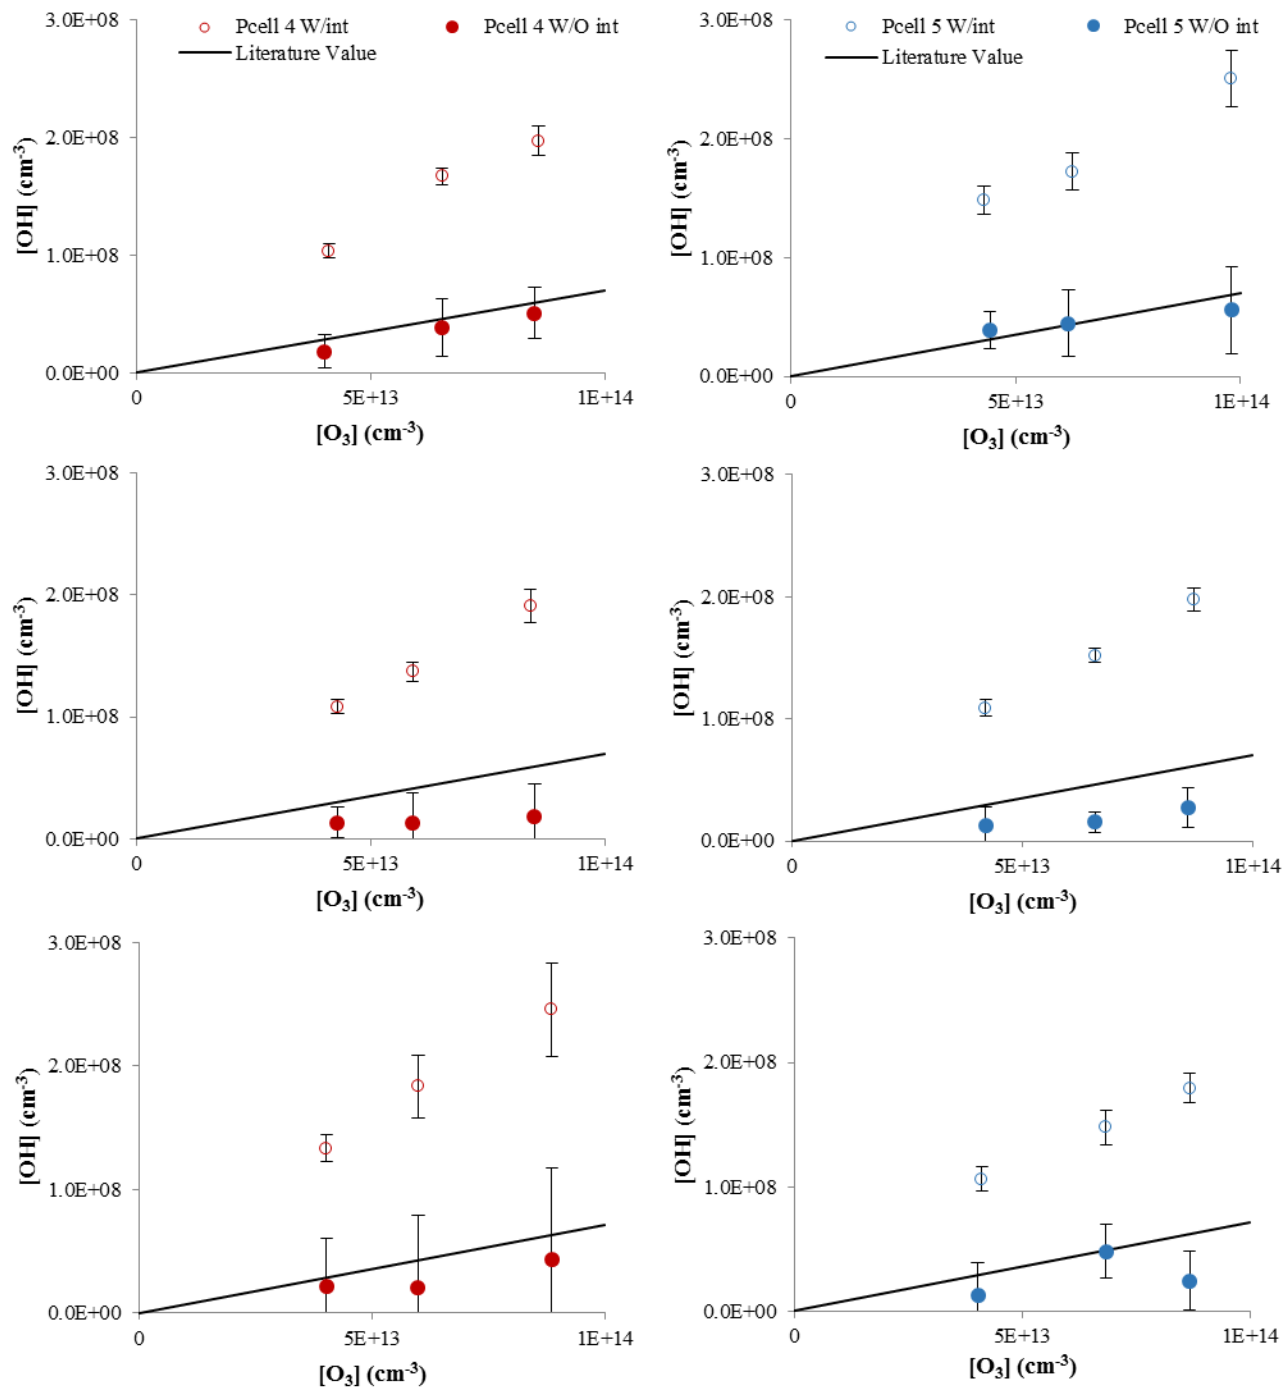 Pcell 4 W/int Pcell 4 W/O int
Literature Value
3.0E+08
2.0E+08
1.0E+08
0.0E+00
[OH] (cm-3)
0 5E+13 1E+14
[O3] (cm-3)
Pcell 5 W/int Pcell 5 W/O int
Literature Value
3.0E+08
2.0E+08
1.0E+08
0.0E+00
[OH] (cm-3)
0 5E+13 1E+14
[O3] (cm-3)
3.0E+08
2.0E+08
1.0E+08
0.0E+00
[OH] (cm-3)
0 5E+13 1E+14
[O3] (cm-3)
3.0E+08
2.0E+08
1.0E+08
0.0E+00
[OH] (cm-3)
0 5E+13 1E+14
[O3] (cm-3)
3.0E+08
2.0E+08
1.0E+08
0.0E+00
[OH] (cm-3)
0 5E+13 1E+14
[O3] (cm-3)
3.0E+08
2.0E+08
1.0E+08
0.0E+00
[OH] (cm-3)
0 5E+13 1E+14
[O3] (cm-3)